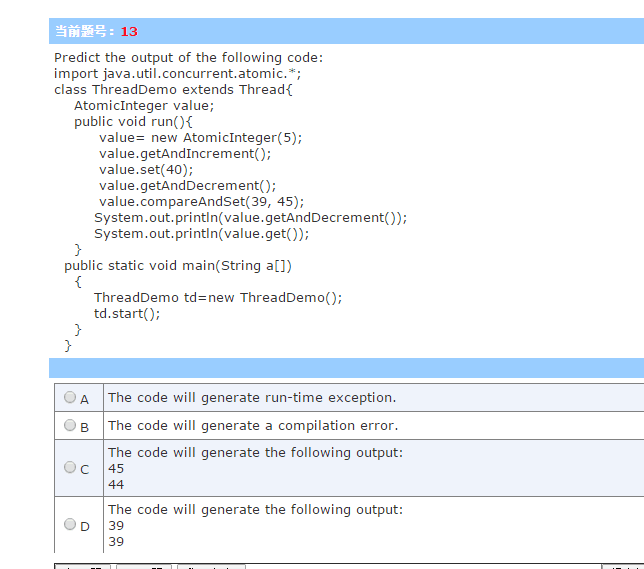 当前题号：13
Predict the output of the following code:
import java.util.concurrent.atomic.*;
class ThreadDemo extends Thread{
AtomicInteger value;
public void run(){
value= new AtomicInteger(5);
value.getAndIncrement();
value.set(40);
value.getAndDecrement();
value.compareAndSet(39, 45);
System.out.println(value.getAndDecrement());
System.out.println(value.get());
}
public static void main(String a[])
{
ThreadDemo td=new ThreadDemo();
td.start();
}
}
A The code will generate run-time exception.
B The code will generate a compilation error.
C The code will generate the following output:
45
44
D The code will generate the following output:
39
39